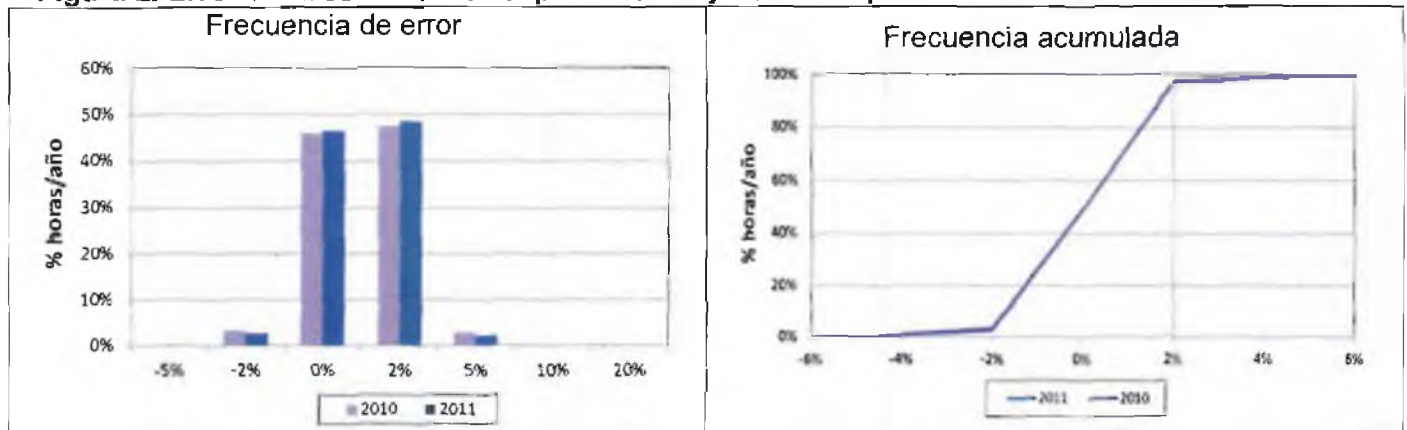 Frecuencia de error
60%
50%
40%
30%
20%
10%
0%
% horas/año
-5% -2% 0% 2% 5% 10% 20%
2010 2011
Frecuencia acumulada
100%
80%
60%
40%
20%
0%
% horas/año
-6% -4% -2% 0% 2% 4% 6%
2011 2010